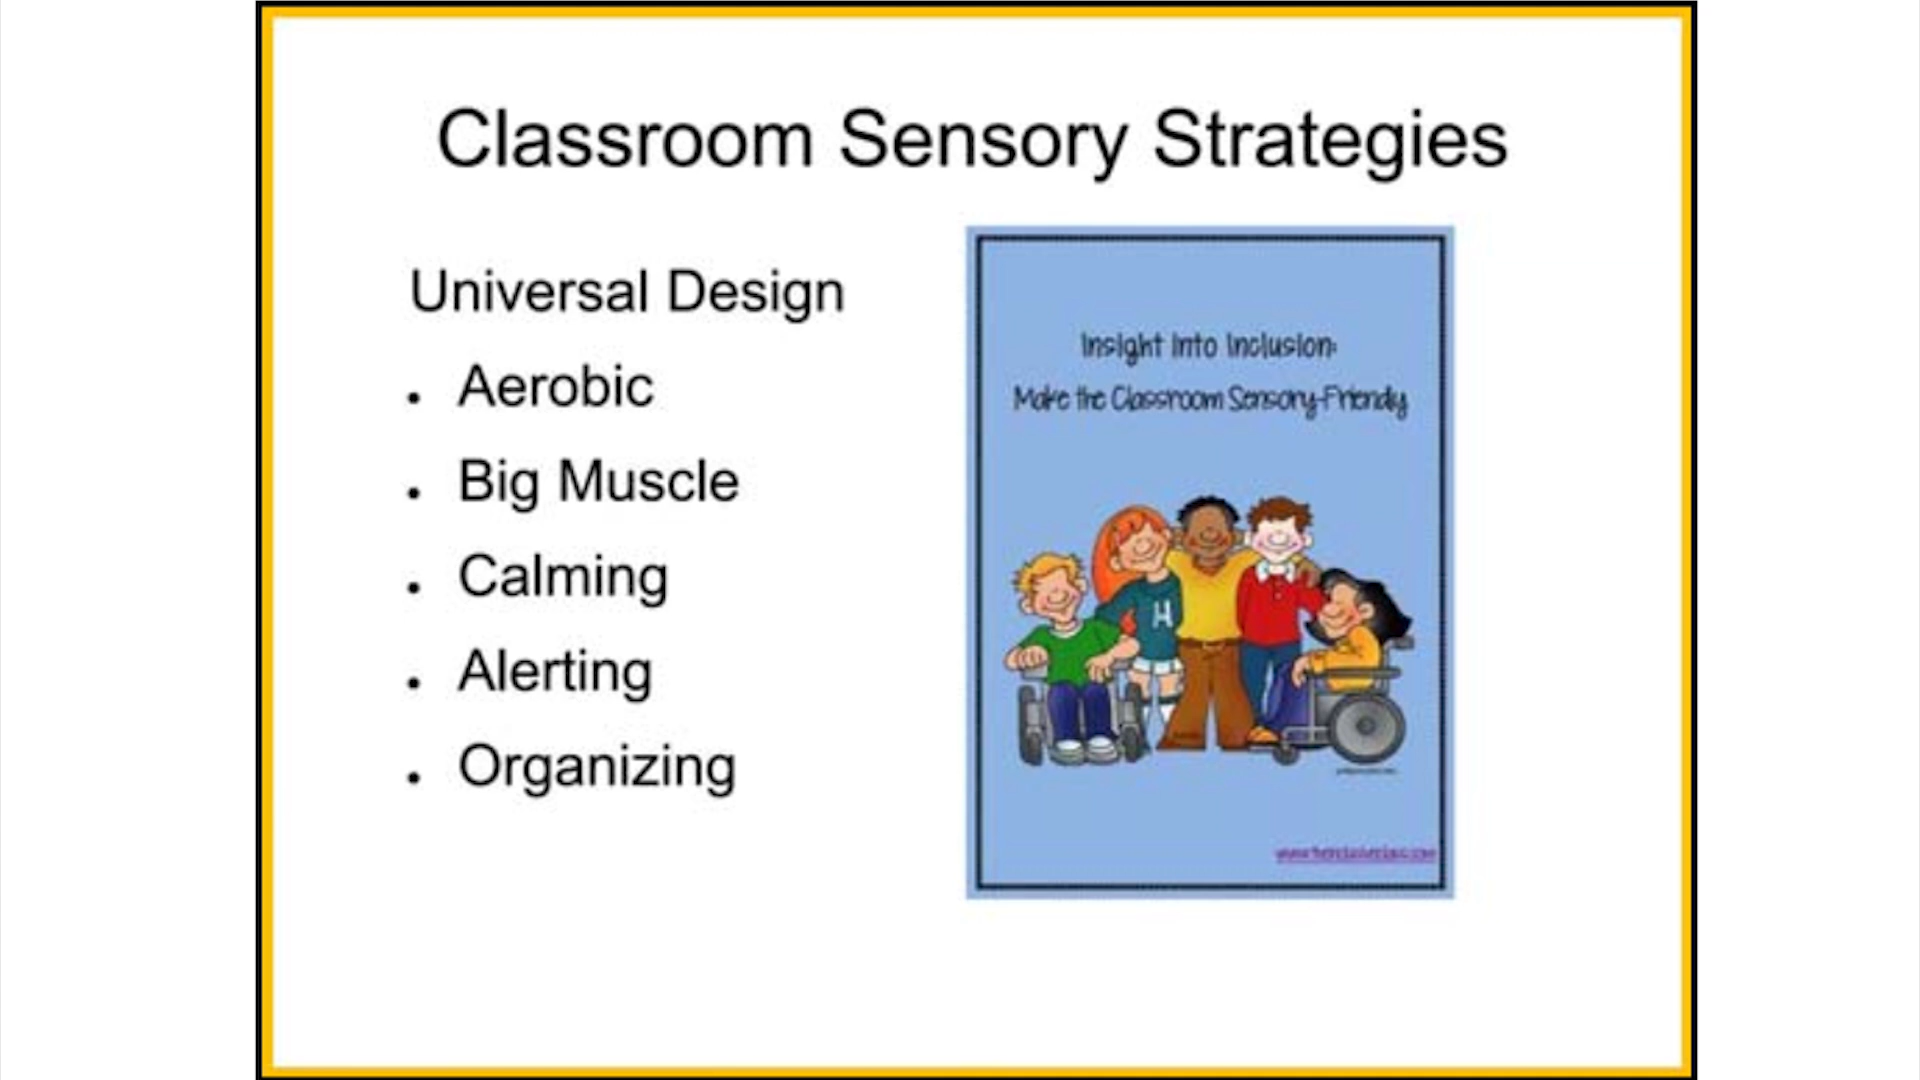 Classroom Sensory Strategies
Universal Design
• Aerobic
• Big Muscle
• Calming
• Alerting
• Organizing
Insight into Inclusion:
Make the Classroom Sensory-Friendly
H